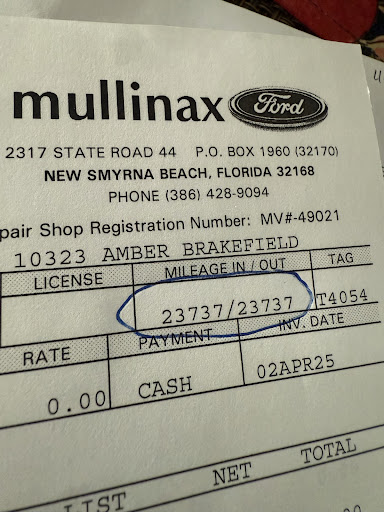 mullinax Ford
2317 STATE ROAD 44 P.O. BOX 1960 (32170)
NEW SMYRNA BEACH, FLORIDA 32168
PHONE (386) 428-9094
pair Shop Registration Number: MV#-49021
10323 AMBER BRAKEFIELD
LICENSE MILEAGE IN / OUT TAG
23737/23737 T4054
RATE PAYMENT INV. DATE
0.00 CASH 02APR25
LIST NET TOTAL